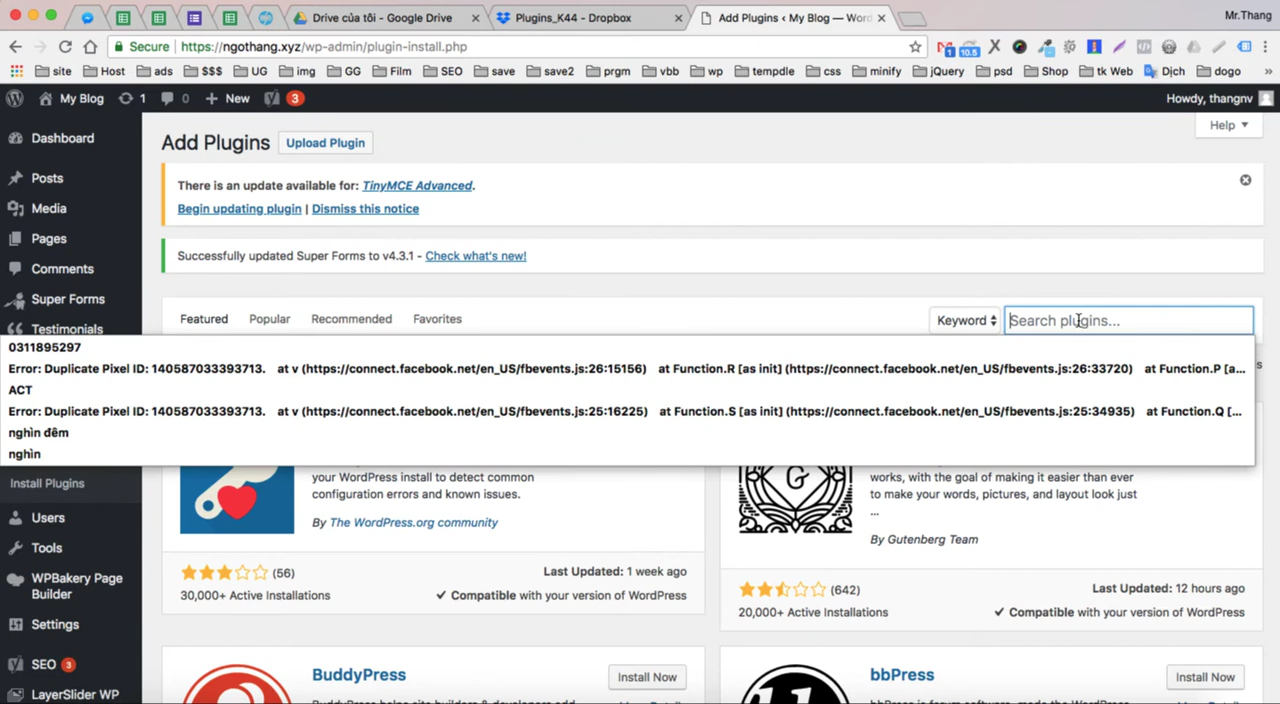 Drive của tôi - Google Drive
Plugins_K44 - Dropbox
Add Plugins ‹ My Blog — Word
Mr.Thang
Secure https://ngothang.xyz/wp-admin/plugin-install.php
1 10.5
site Host ads $$$ UG img GG Film SEO save save2 prgm vbb wp tempdle css minify jQuery psd Shop tk Web Dịch dogo »
My Blog 1 0 + New 3 Howdy, thangnv
Dashboard
Posts
Media
Pages
Comments
Super Forms
Testimonials
Install Plugins
Users
Tools
WPBakery Page
Builder
Settings
SEO 3
LayerSlider WP
Help
Add Plugins Upload Plugin
There is an update available for: TinyMCE Advanced.
Begin updating plugin | Dismiss this notice
Successfully updated Super Forms to v4.3.1 - Check what's new!
Featured Popular Recommended Favorites Keyword Search plugins...
0311895297
Error: Duplicate Pixel ID: 140587033393713. at v (https://connect.facebook.net/en_US/fbevents.js:26:15156) at Function.R [as init] (https://connect.facebook.net/en_US/fbevents.js:26:33720) at Function.P [a...
ACT
Error: Duplicate Pixel ID: 140587033393713. at v (https://connect.facebook.net/en_US/fbevents.js:25:16225) at Function.S [as init] (https://connect.facebook.net/en_US/fbevents.js:25:34935) at Function.Q [...
nghìn đêm
nghìn
your WordPress install to detect common
configuration errors and known issues.
By The WordPress.org community
(56)
30,000+ Active Installations
Last Updated: 1 week ago
Compatible with your version of WordPress
works, with the goal of making it easier than ever
to make your words, pictures, and layout look just
...
By Gutenberg Team
G
(642)
20,000+ Active Installations
Last Updated: 12 hours ago
Compatible with your version of WordPress
BuddyPress
Install Now
bbPress
Install Now